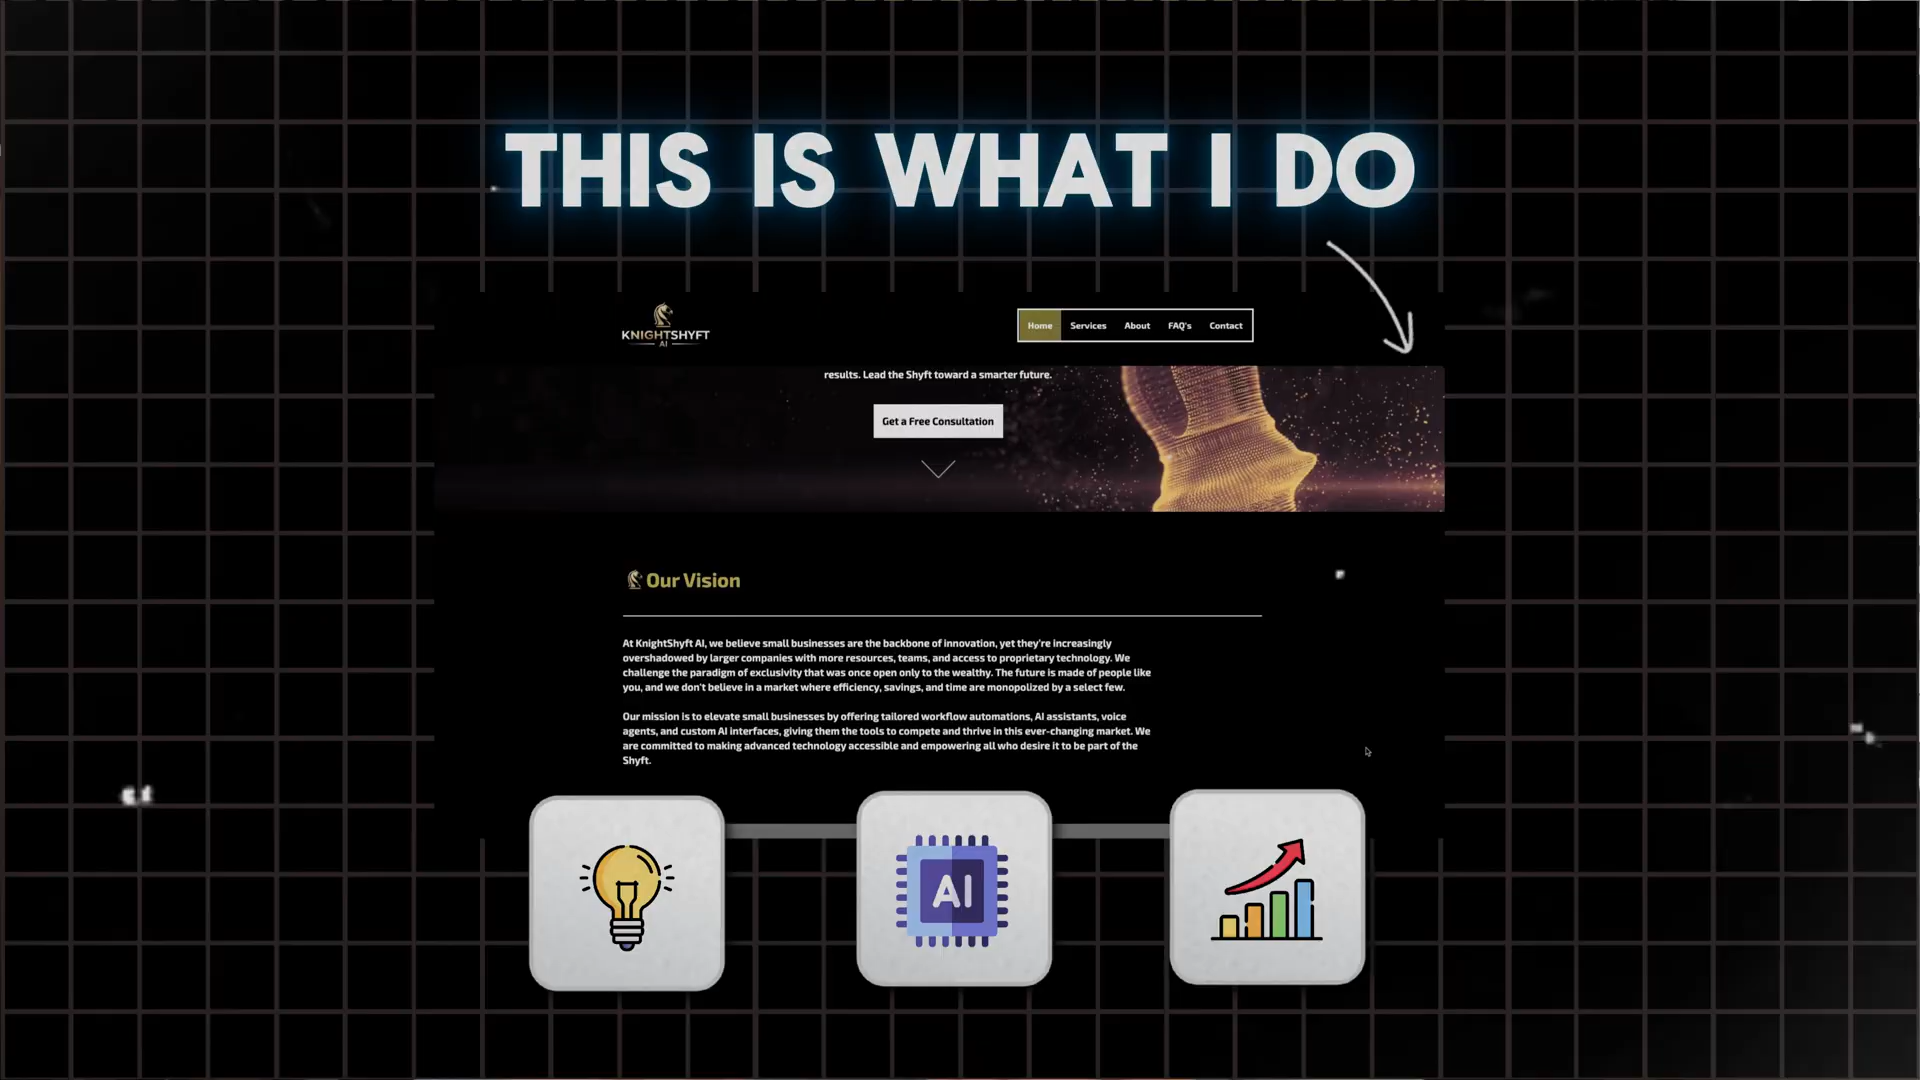 THIS IS WHAT I DO
KNIGHTSHYFT
AI
Home Services About FAQ's Contact
results. Lead the Shyft toward a smarter future.
Get a Free Consultation
Our Vision
At KnightShyft AI, we believe small businesses are the backbone of innovation, yet they're increasingly
overshadowed by larger companies with more resources, teams, and access to proprietary technology. We
challenge the paradigm of exclusivity that was once open only to the wealthy. The future is made of people like
you, and we don't believe in a market where efficiency, savings, and time are monopolized by a select few.
Our mission is to elevate small businesses by offering tailored workflow automations, AI assistants, voice
agents, and custom AI interfaces, giving them the tools to compete and thrive in this ever-changing market. We
are committed to making advanced technology accessible and empowering all who desire it to be part of the
Shyft.
AI